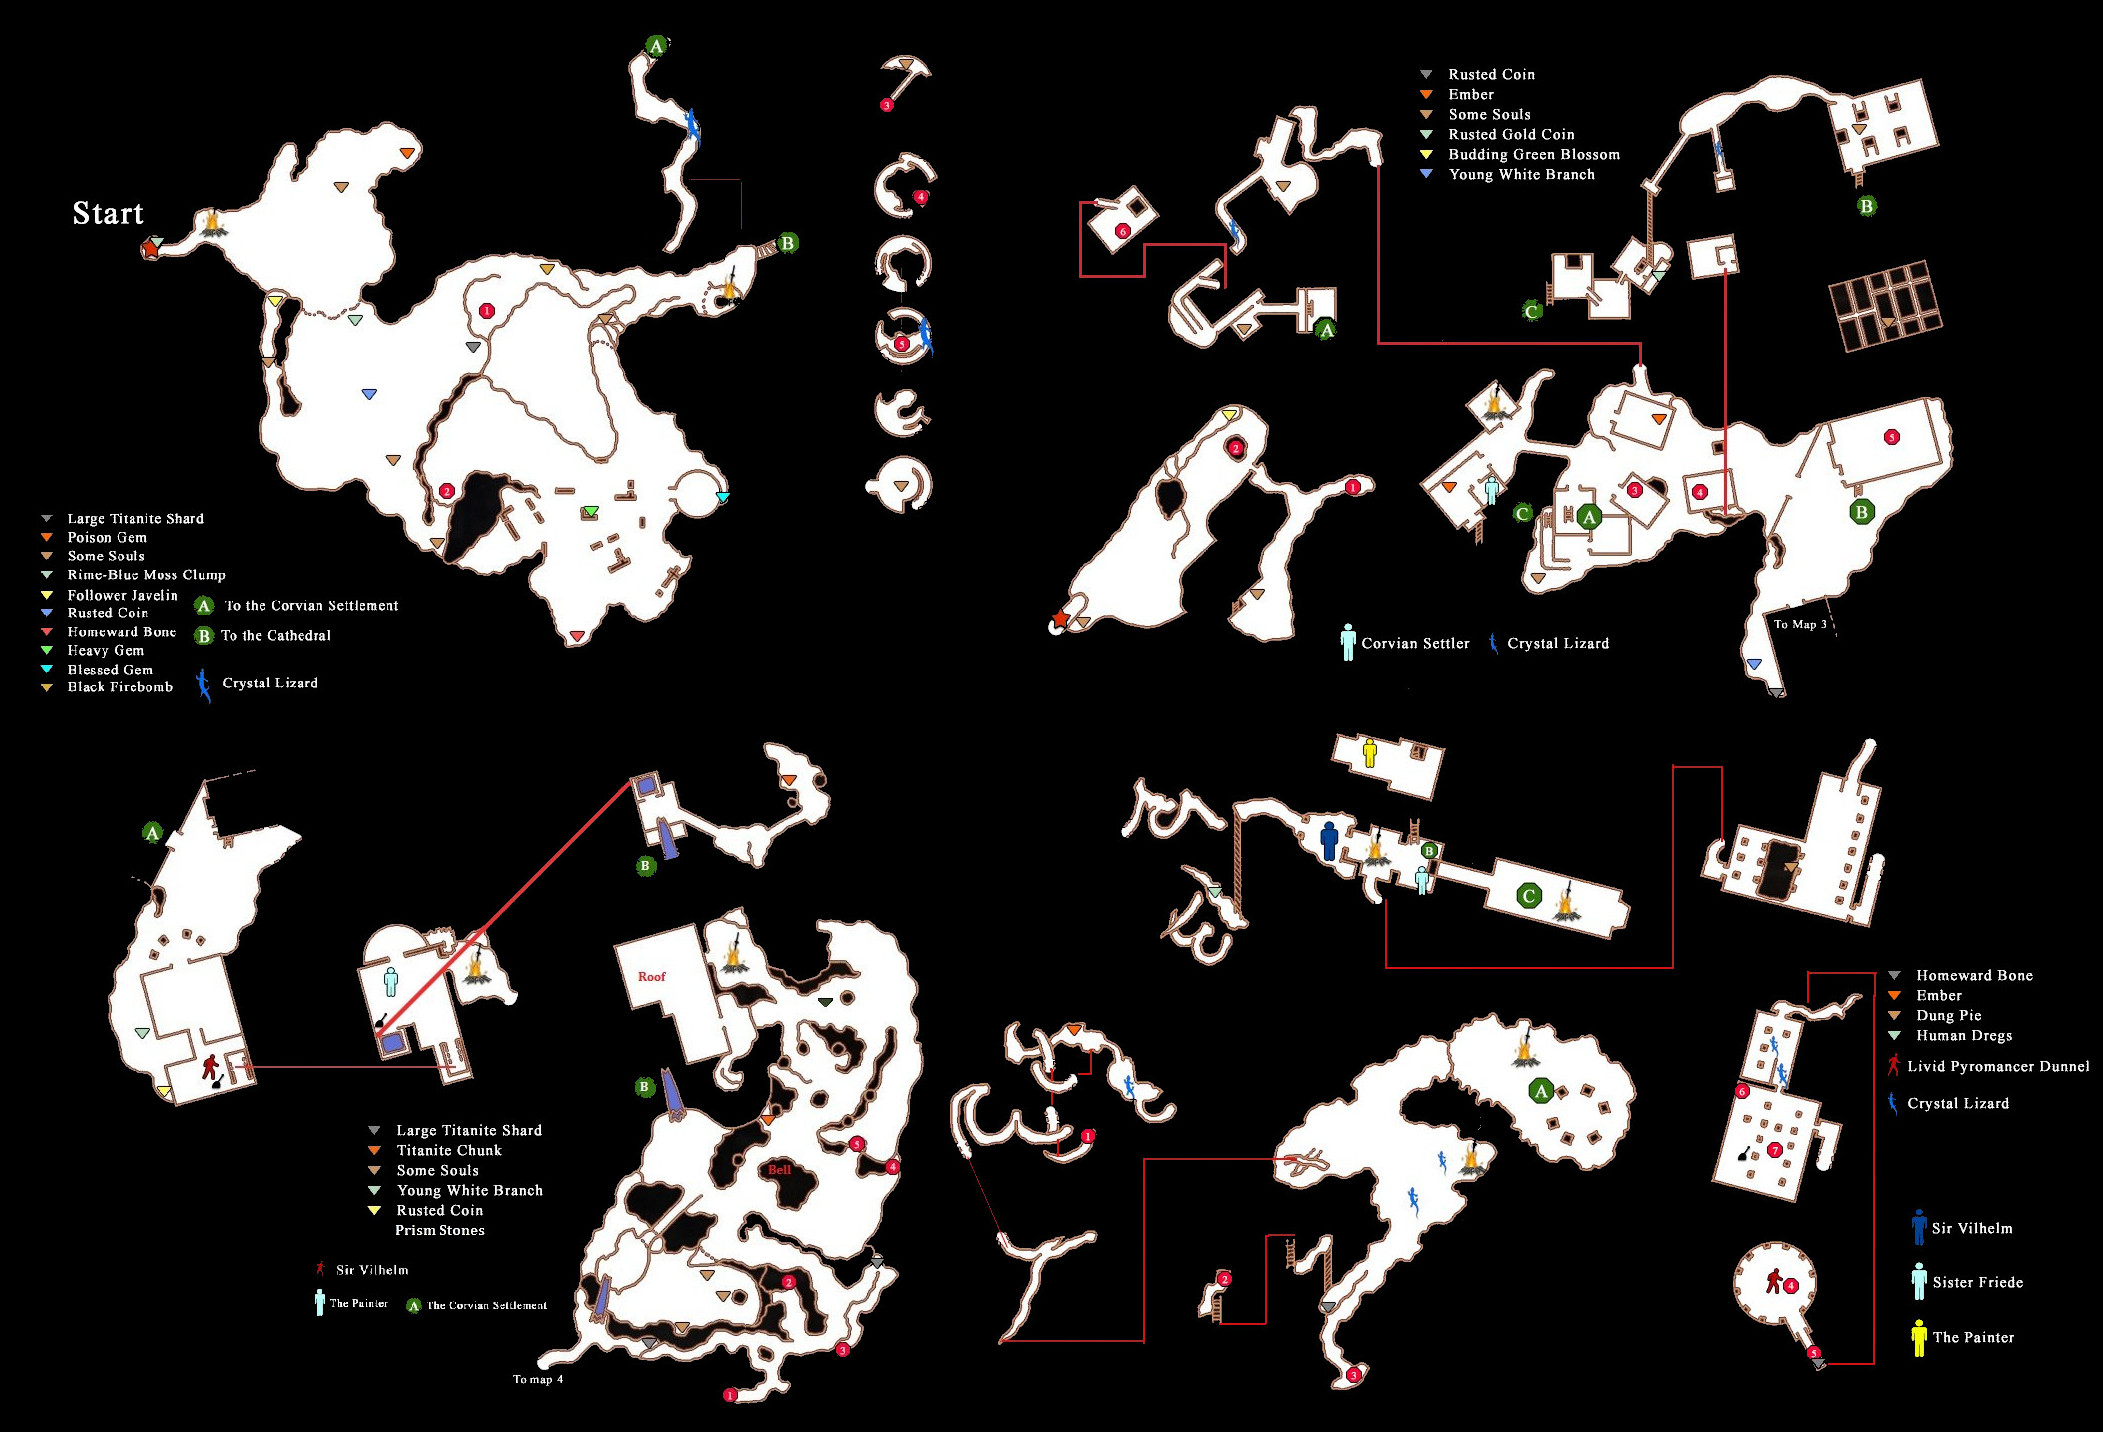 Start
A
B
1
2
3
4
5
Large Titanite Shard
Poison Gem
Some Souls
Rime-Blue Moss Clump
Follower Javelin
Rusted Coin
Homeward Bone
Heavy Gem
Blessed Gem
Black Firebomb
A To the Corvian Settlement
B To the Cathedral
Crystal Lizard
Rusted Coin
Ember
Some Souls
Rusted Gold Coin
Budding Green Blossom
Young White Branch
B
6
A
C
2
1
5
3
4
C
A
B
To Map 3
Corvian Settler
Crystal Lizard
A
B
Roof
B
Bell
5
4
2
3
1
To map 4
Large Titanite Shard
Titanite Chunk
Some Souls
Young White Branch
Rusted Coin
Prism Stones
Sir Vilhelm
The Painter
A The Corvian Settlement
B
C
1
A
2
3
6
7
4
5
Homeward Bone
Ember
Dung Pie
Human Dregs
Livid Pyromancer Dunnel
Crystal Lizard
Sir Vilhelm
Sister Friede
The Painter